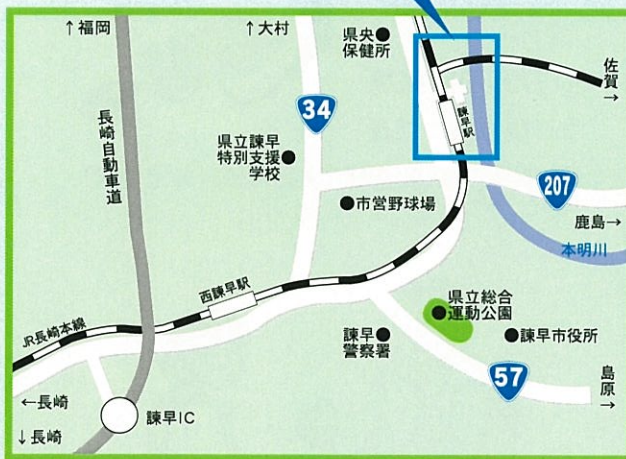 ↑福岡
↑大村
県央
保健所
佐賀
→
長崎自動車道
34
諫早駅
県立諫早
特別支援
学校
207
市営野球場
鹿島→
本明川
西諫早駅
県立総合
運動公園
JR長崎本線
諫早
警察署
諫早市役所
57
島原
→
←長崎
諫早IC
↓長崎